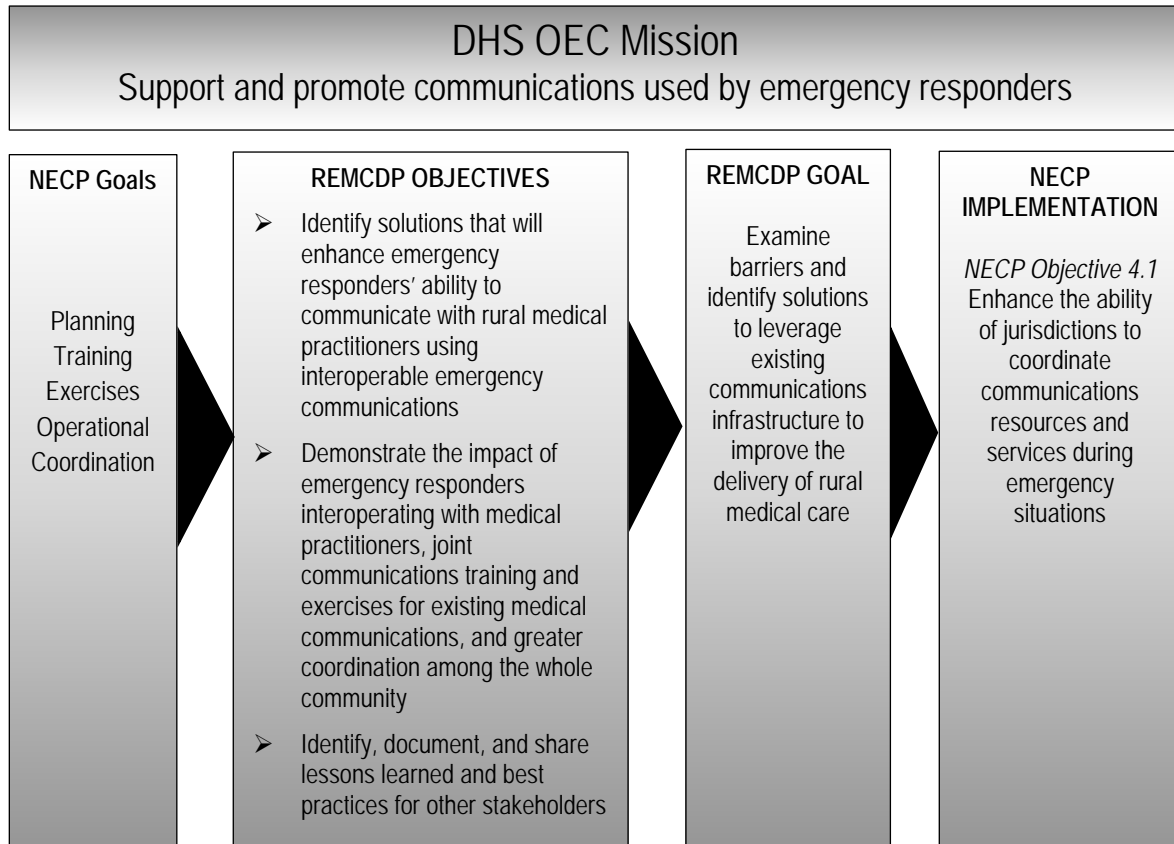 DHS OEC Mission
Support and promote communications used by emergency responders
NECP Goals
Planning
Training
Exercises
Operational
Coordination
REMCDP OBJECTIVES
➢ Identify solutions that will
enhance emergency
responders’ ability to
communicate with rural medical
practitioners using
interoperable emergency
communications
➢ Demonstrate the impact of
emergency responders
interoperating with medical
practitioners, joint
communications training and
exercises for existing medical
communications, and greater
coordination among the whole
community
➢ Identify, document, and share
lessons learned and best
practices for other stakeholders
REMCDP GOAL
Examine
barriers and
identify solutions
to leverage
existing
communications
infrastructure to
improve the
delivery of rural
medical care
NECP
IMPLEMENTATION
NECP Objective 4.1
Enhance the ability
of jurisdictions to
coordinate
communications
resources and
services during
emergency
situations